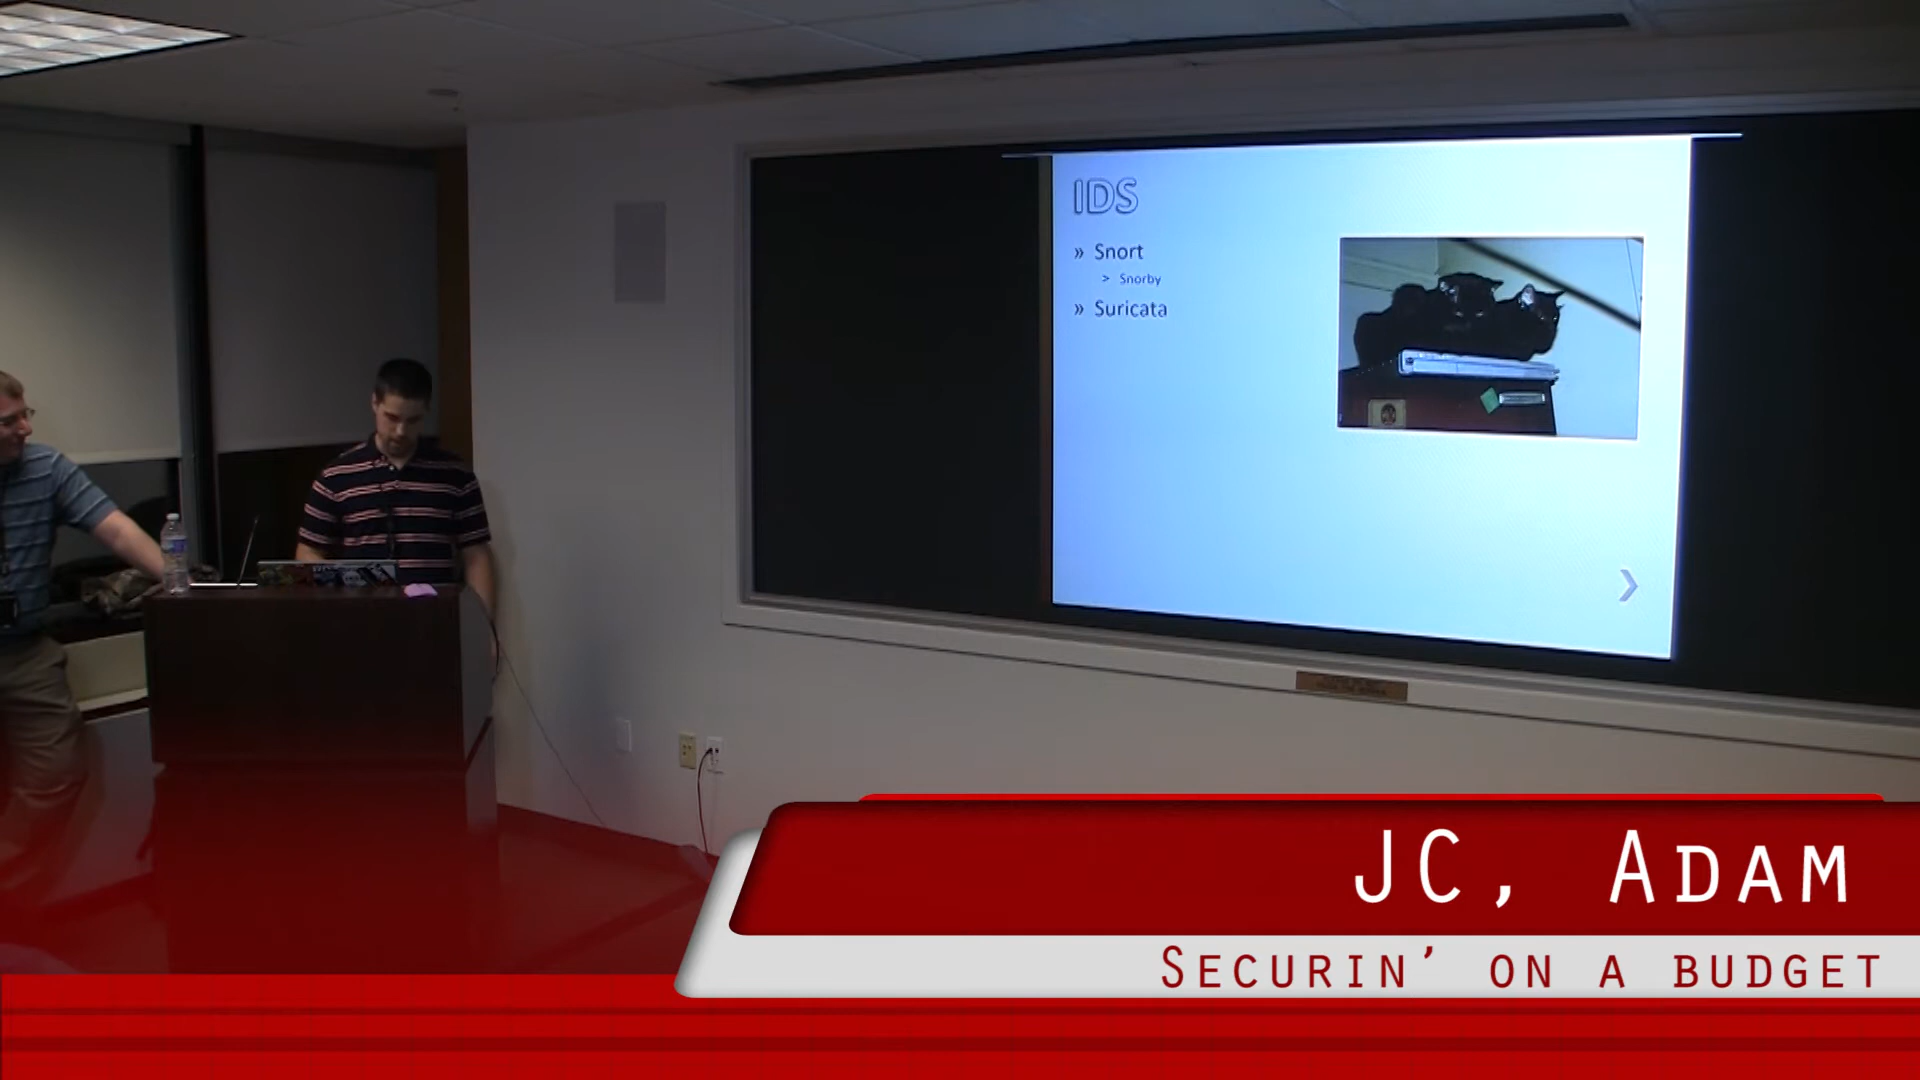 IDS
» Snort
> Snorby
» Suricata
JC, Adam
Securin' on a budget